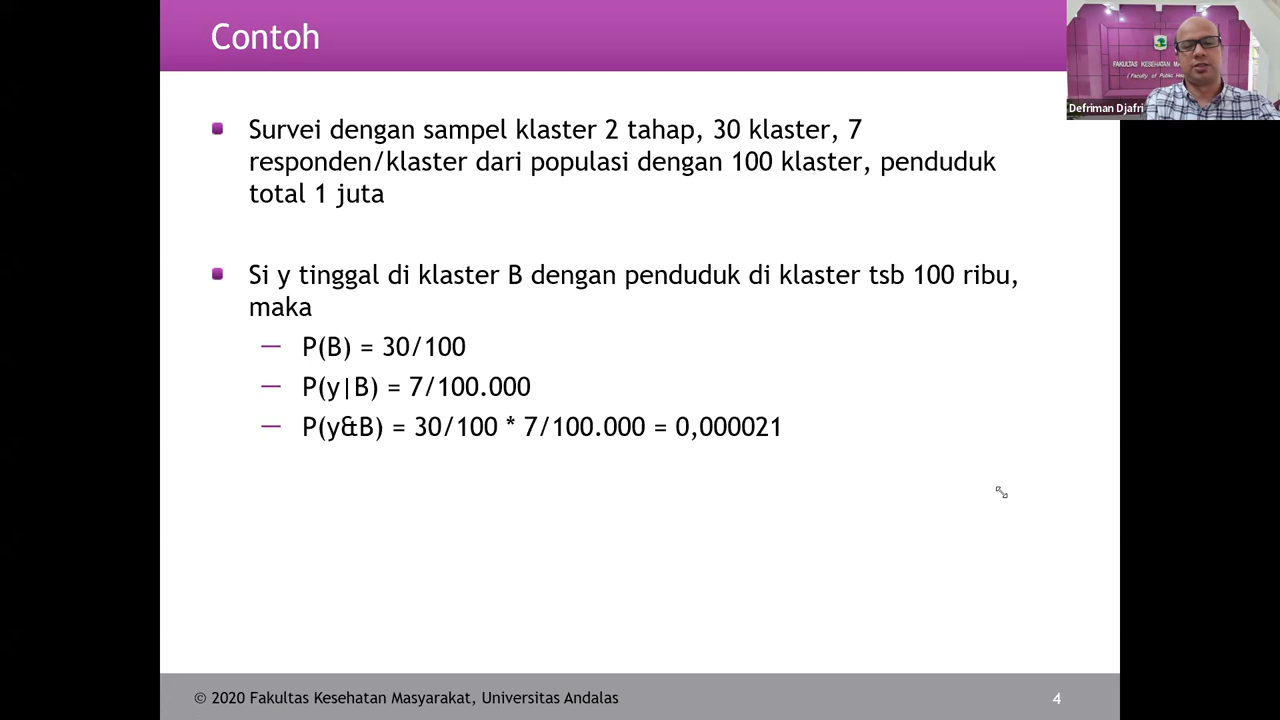 Contoh
FAKULTAS KESEHATAN MA
(Faculty of Public Hea
Defriman Djafri
Survei dengan sampel klaster 2 tahap, 30 klaster, 7
responden/klaster dari populasi dengan 100 klaster, penduduk
total 1 juta
Si y tinggal di klaster B dengan penduduk di klaster tsb 100 ribu,
maka
— P(B) = 30/100
— P(y|B) = 7/100.000
— P(y&B) = 30/100 * 7/100.000 = 0,000021
© 2020 Fakultas Kesehatan Masyarakat, Universitas Andalas
4